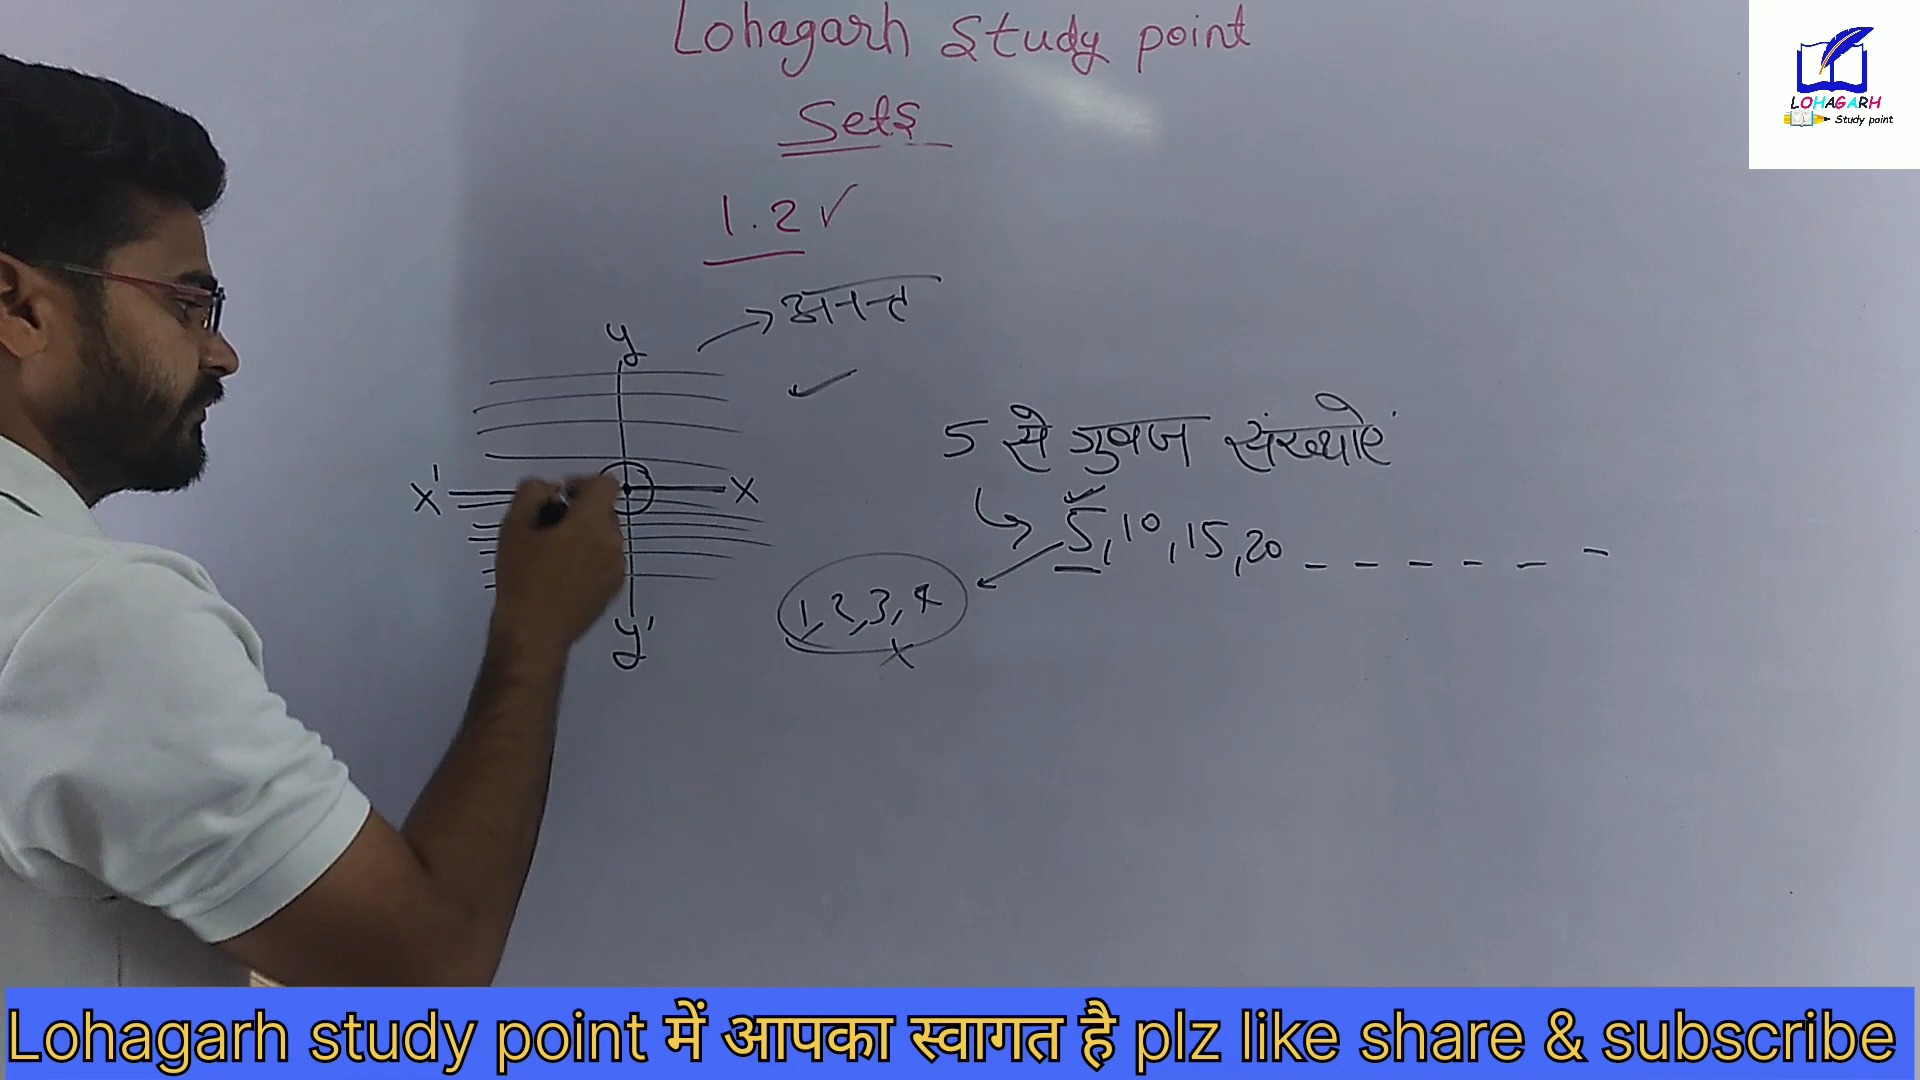 Lohagarh Study point
Sets
1.2 ✓
अनन्त
y
x' x
y'
5 से गुणज संख्याएं
5, 10, 15, 20 - - - - - -
1, 2, 3, 4
x
LOHAGARH
Study point
Lohagarh study point में आपका स्वागत है plz like share & subscribe